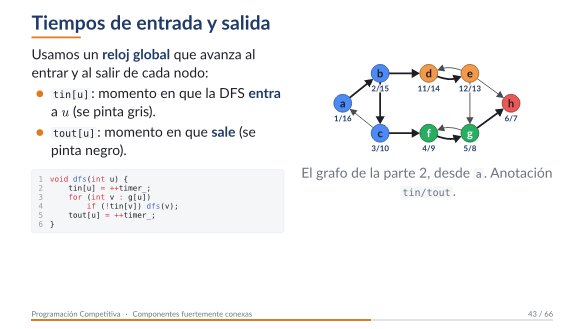 Tiempos de entrada y salida
Usamos un reloj global que avanza al
entrar y al salir de cada nodo:
tin[u]: momento en que la DFS entra
a u (se pinta gris).
tout[u]: momento en que sale (se
pinta negro).
1 void dfs(int u) {
2 tin[u] = ++timer_;
3 for (int v : g[u])
4 if (!tin[v]) dfs(v);
5 tout[u] = ++timer_;
6 }
b d e
2/15 11/14 12/13
a h
1/16 6/7
c f g
3/10 4/9 5/8
El grafo de la parte 2, desde a. Anotación
tin/tout.
Programación Competitiva · Componentes fuertemente conexas 43 / 66